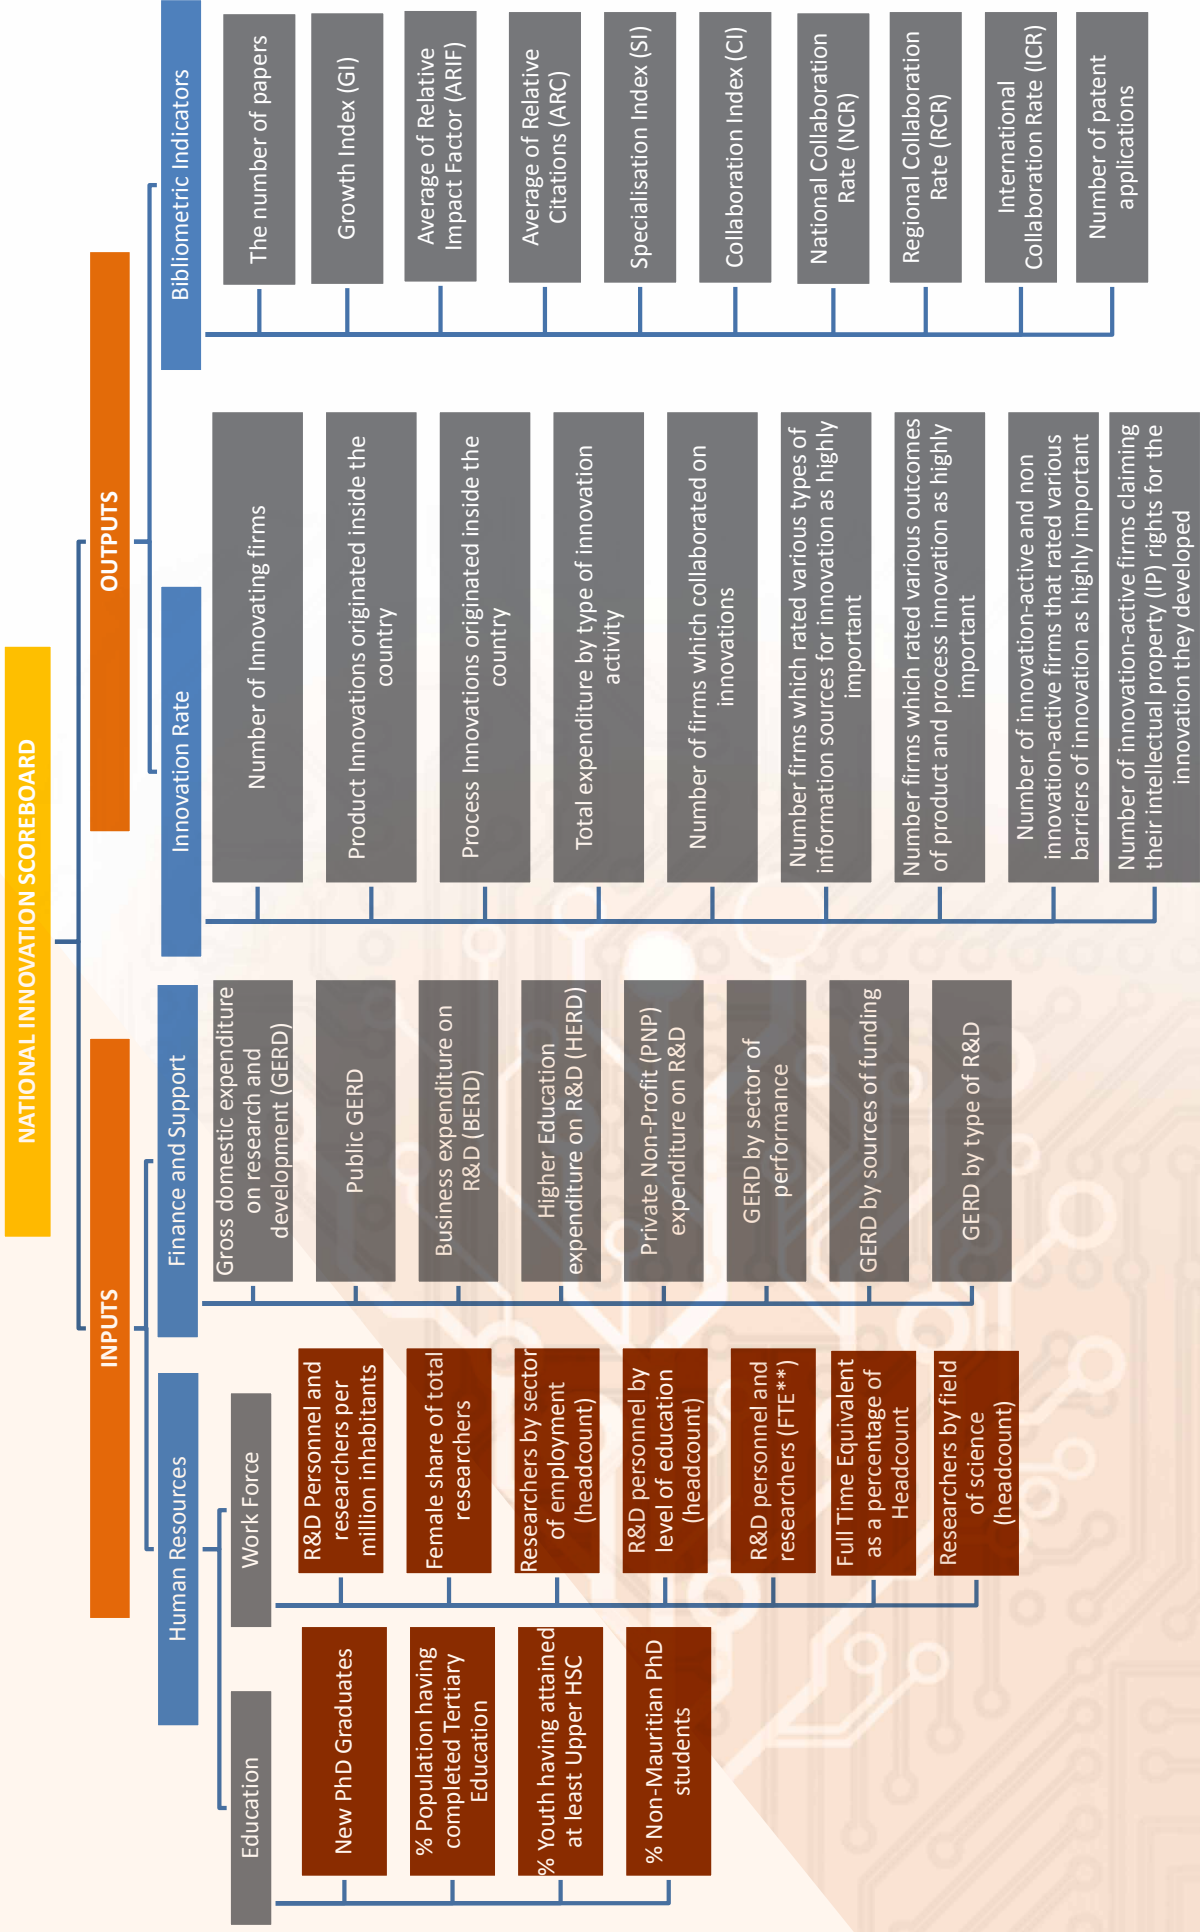 NATIONAL INNOVATION SCOREBOARD
INPUTS
Human Resources
Education
New PhD Graduates
% Population having
completed Tertiary
Education
% Youth having attained
at least Upper HSC
% Non-Mauritian PhD
students
Work Force
R&D Personnel and
researchers per
million inhabitants
Female share of total
researchers
Researchers by sector
of employment
(headcount)
R&D personnel by
level of education
(headcount)
R&D personnel and
researchers (FTE**)
Full Time Equivalent
as a percentage of
Headcount
Researchers by field
of science
(headcount)
Finance and Support
Gross domestic expenditure
on research and
development (GERD)
Public GERD
Business expenditure on
R&D (BERD)
Higher Education
expenditure on R&D (HERD)
Private Non-Profit (PNP)
expenditure on R&D
GERD by sector of
performance
GERD by sources of funding
GERD by type of R&D
OUTPUTS
Innovation Rate
Number of Innovating firms
Product Innovations originated inside the
country
Process Innovations originated inside the
country
Total expenditure by type of innovation
activity
Number of firms which collaborated on
innovations
Number firms which rated various types of
information sources for innovation as highly
important
Number firms which rated various outcomes
of product and process innovation as highly
important
Number of innovation-active and non
innovation-active firms that rated various
barriers of innovation as highly important
Number of innovation-active firms claiming
their intellectual property (IP) rights for the
innovation they developed
Bibliometric Indicators
The number of papers
Growth Index (GI)
Average of Relative
Impact Factor (ARIF)
Average of Relative
Citations (ARC)
Specialisation Index (SI)
Collaboration Index (CI)
National Collaboration
Rate (NCR)
Regional Collaboration
Rate (RCR)
International
Collaboration Rate (ICR)
Number of patent
applications